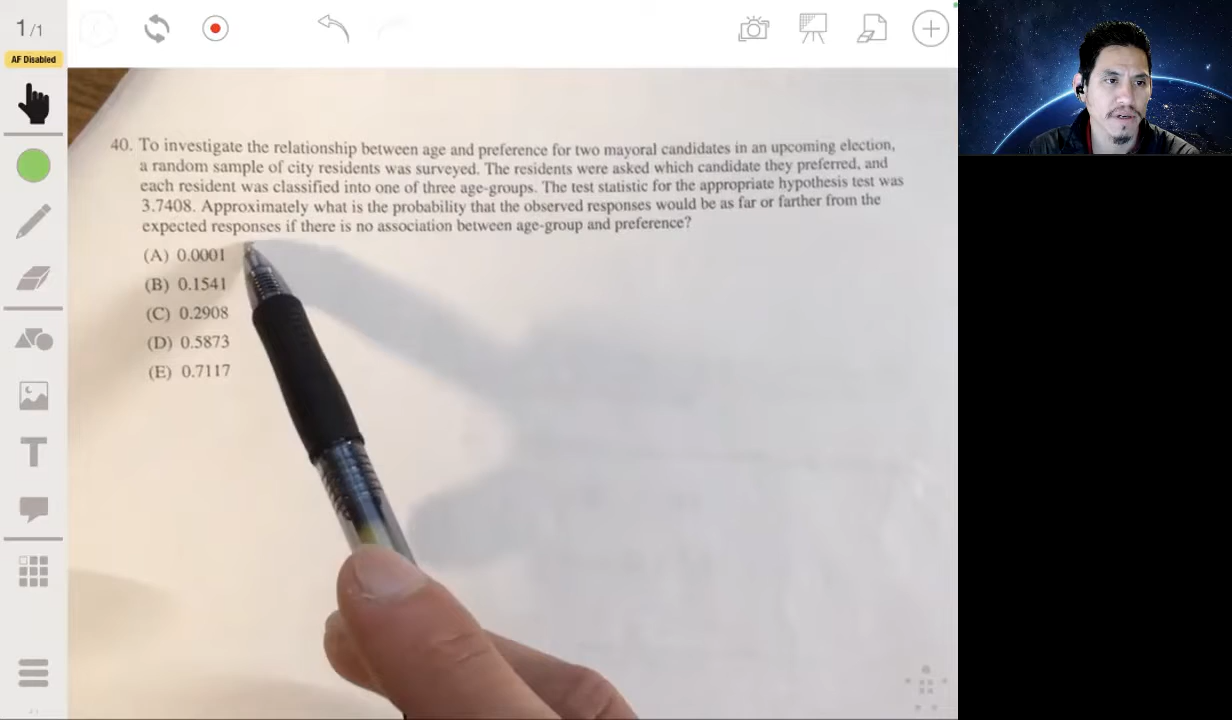 1/1
AF Disabled
40. To investigate the relationship between age and preference for two mayoral candidates in an upcoming election,
a random sample of city residents was surveyed. The residents were asked which candidate they preferred, and
each resident was classified into one of three age-groups. The test statistic for the appropriate hypothesis test was
3.7408. Approximately what is the probability that the observed responses would be as far or farther from the
expected responses if there is no association between age-group and preference?
(A) 0.0001
(B) 0.1541
(C) 0.2908
(D) 0.5873
(E) 0.7117
T